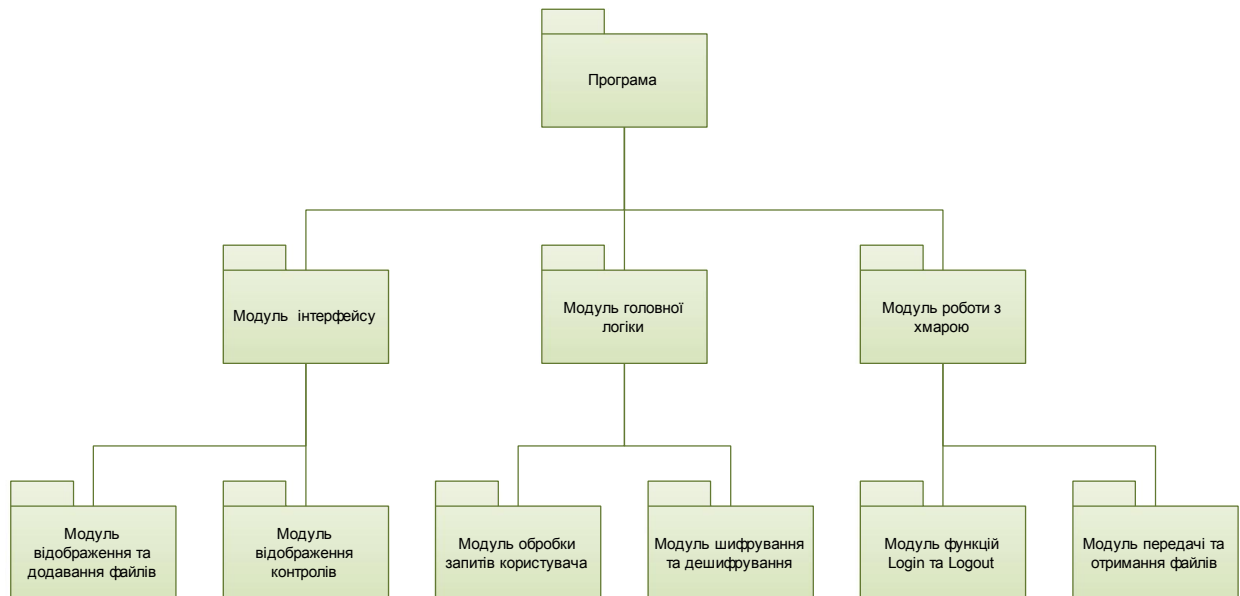 Програма
Модуль інтерфейсу
Модуль головної
логіки
Модуль роботи з
хмарою
Модуль
відображення та
додавання файлів
Модуль
відображення
контролів
Модуль обробки
запитів користувача
Модуль шифрування
та дешифрування
Модуль функцій
Login та Logout
Модуль передачі та
отримання файлів